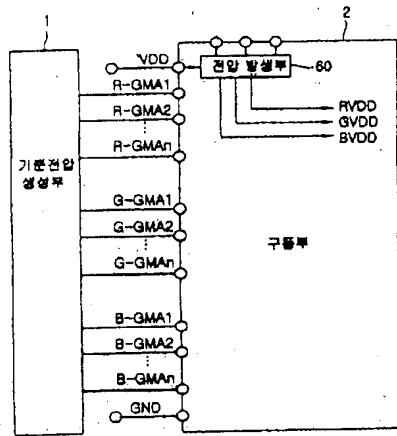 1
2
VDD
전압 발생부
60
R-GMA1
R-GMA2
R-GMAn
RVDD
GVDD
BVDD
기준전압
생성부
G-GMA1
G-GMA2
G-GMAn
구동부
B-GMA1
B-GMA2
B-GMAn
GND